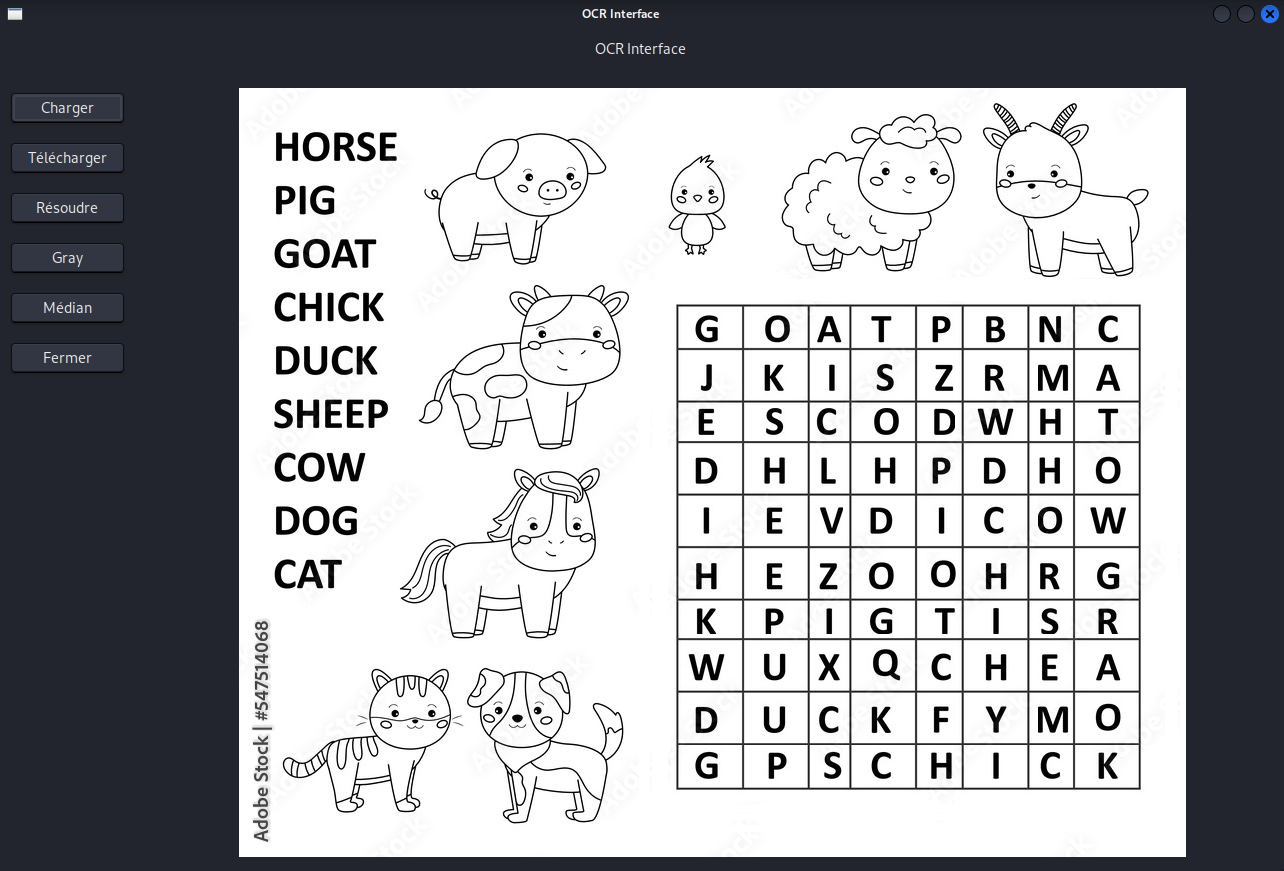 OCR Interface
OCR Interface
Charger
Télécharger
Résoudre
Gray
Médian
Fermer
HORSE
PIG
GOAT
CHICK
DUCK
SHEEP
COW
DOG
CAT
G O A T P B N C
J K I S Z R M A
E S C O D W H T
D H L H P D H O
I E V D I C O W
H E Z O O H R G
K P I G T I S R
W U X Q C H E A
D U C K F Y M O
G P S C H I C K
Adobe Stock | #547514068